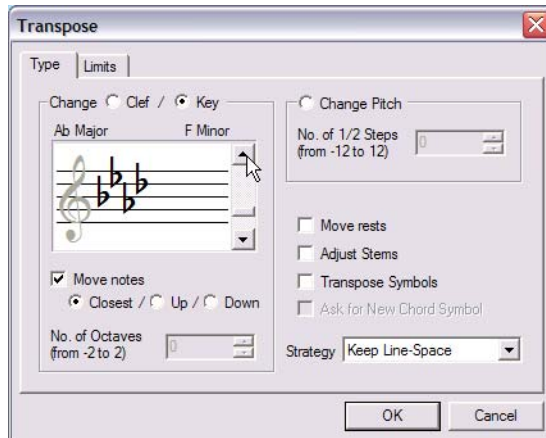 Transpose
Type Limits
Change Clef / Key
Ab Major F Minor
Move notes
Closest / Up / Down
No. of Octaves
(from -2 to 2) 0
Change Pitch
No. of 1/2 Steps
(from -12 to 12) 0
Move rests
Adjust Stems
Transpose Symbols
Ask for New Chord Symbol
Strategy Keep Line-Space
OK Cancel